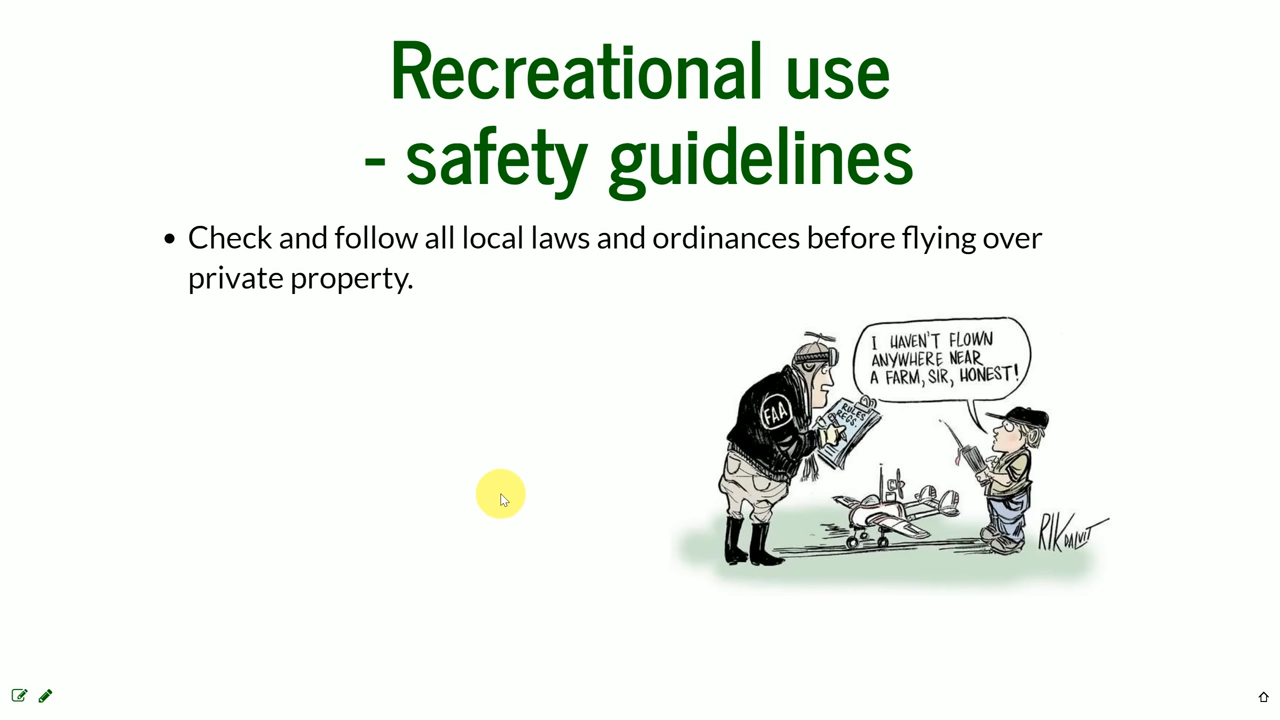 Recreational use
- safety guidelines
• Check and follow all local laws and ordinances before flying over
private property.
I HAVEN'T FLOWN
ANYWHERE NEAR
A FARM, SIR, HONEST!
FAA
RULES
REGS.
RIK DALVIT